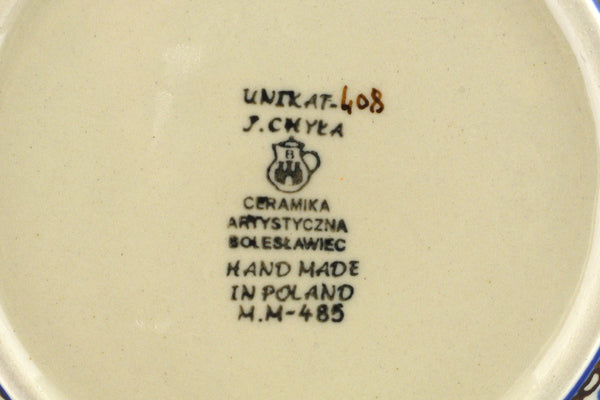 UNIKAT-408
J. CHYŁA
B
CERAMIKA
ARTYSTYCZNA
BOLESŁAWIEC
HAND MADE
IN POLAND
M.M-485